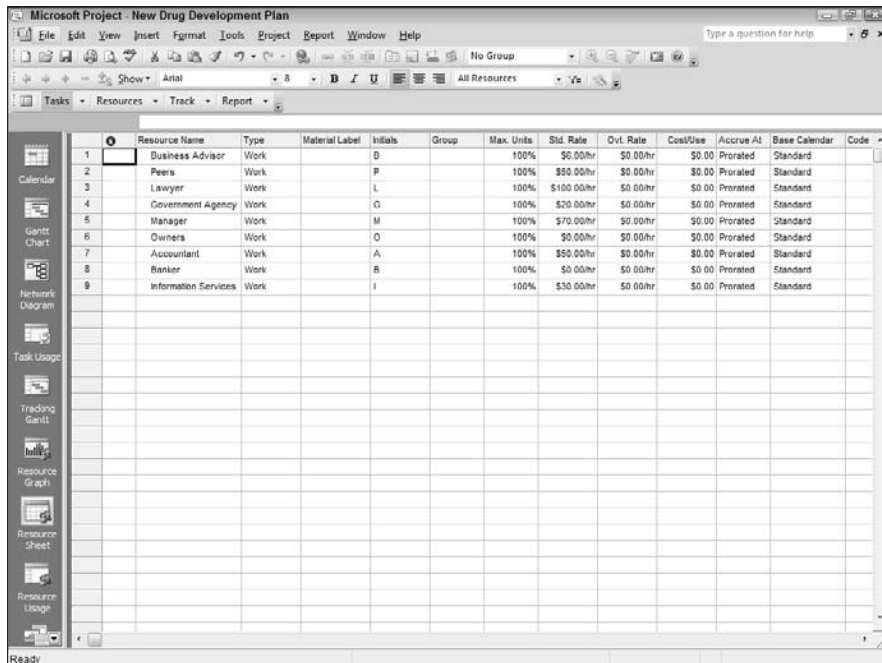 Microsoft Project - New Drug Development Plan
File Edit View Insert Format Tools Project Report Window Help Type a question for help
No Group
Show Arial 8 B I U All Resources
Tasks Resources Track Report
Resource Name Type Material Label Initials Group Max. Units Std. Rate Ovt. Rate Cost/Use Accrue At Base Calendar Code
1 Business Advisor Work B 100% $6.00/hr $0.00/hr $0.00 Prorated Standard
2 Peers Work P 100% $50.00/hr $0.00/hr $0.00 Prorated Standard
3 Lawyer Work L 100% $100.00/hr $0.00/hr $0.00 Prorated Standard
4 Government Agency Work G 100% $20.00/hr $0.00/hr $0.00 Prorated Standard
5 Manager Work M 100% $70.00/hr $0.00/hr $0.00 Prorated Standard
6 Owners Work O 100% $0.00/hr $0.00/hr $0.00 Prorated Standard
7 Accountant Work A 100% $50.00/hr $0.00/hr $0.00 Prorated Standard
8 Banker Work B 100% $0.00/hr $0.00/hr $0.00 Prorated Standard
9 Information Services Work I 100% $30.00/hr $0.00/hr $0.00 Prorated Standard
Calendar
Gantt
Chart
Network
Diagram
Task Usage
Tracking
Gantt
Resource
Graph
Resource
Sheet
Resource
Usage
Ready